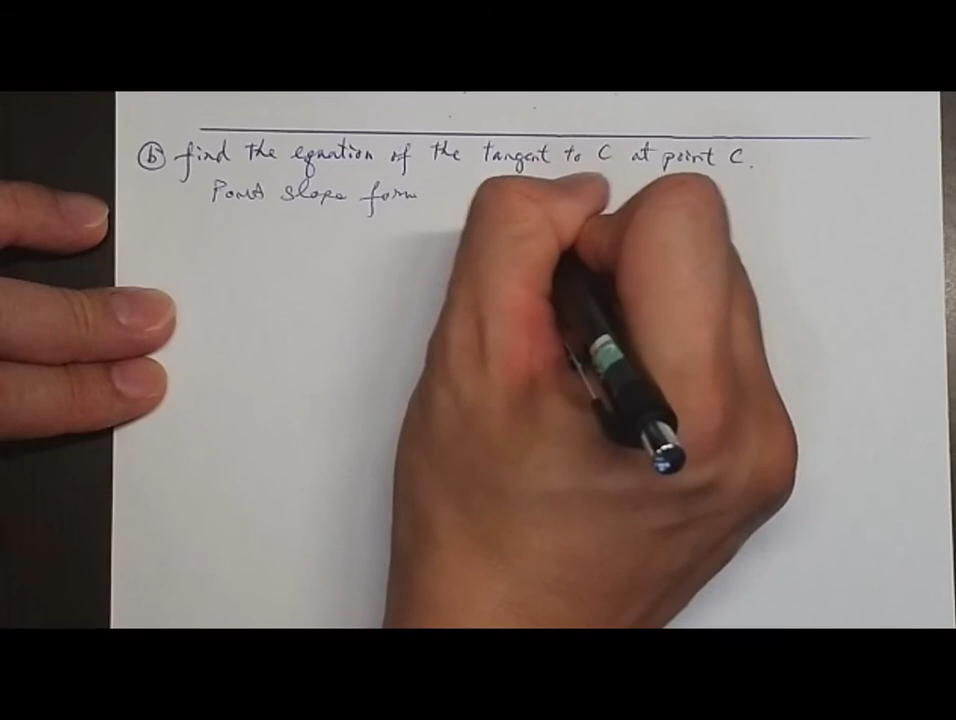 ⓑ find the equation of the tangent to C at point C.
Point slope form